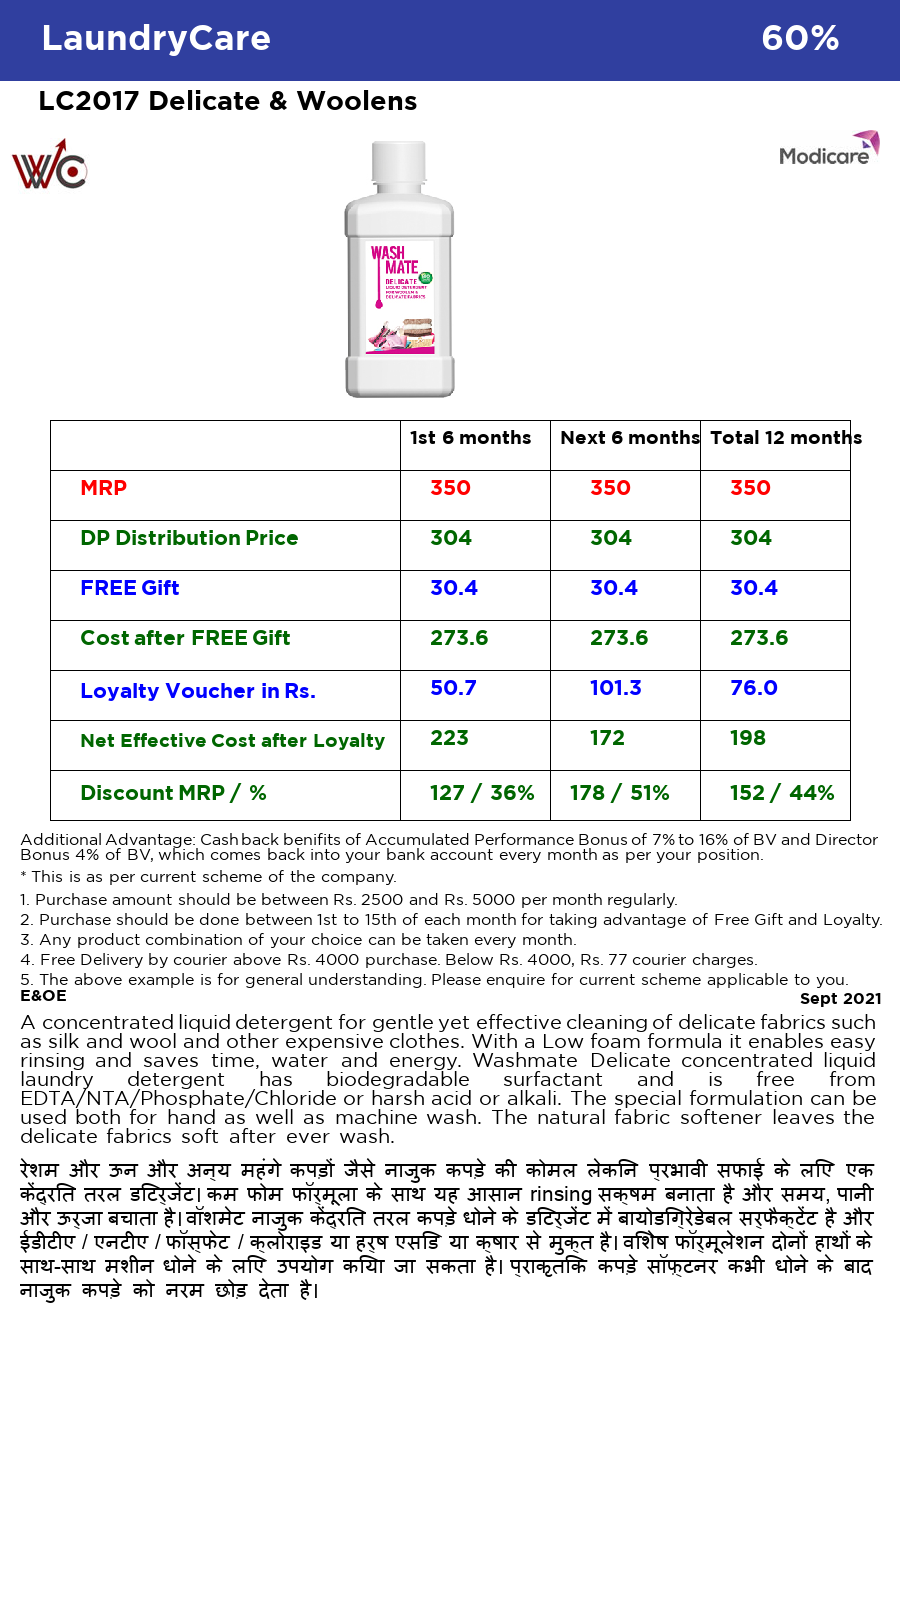 LaundryCare 60%
LC2017 Delicate & Woolens
WC
Modicare
WASH
MATE
DELICATE
LIQUID DETERGENT
FOR WOOLEN &
DELICATE FABRICS
1st 6 months Next 6 months Total 12 months
MRP 350 350 350
DP Distribution Price 304 304 304
FREE Gift 30.4 30.4 30.4
Cost after FREE Gift 273.6 273.6 273.6
Loyalty Voucher in Rs. 50.7 101.3 76.0
Net Effective Cost after Loyalty 223 172 198
Discount MRP / % 127 / 36% 178 / 51% 152 / 44%
Additional Advantage: Cashback benifits of Accumulated Performance Bonus of 7% to 16% of BV and Director
Bonus 4% of BV, which comes back into your bank account every month as per your position.
* This is as per current scheme of the company.
1. Purchase amount should be between Rs. 2500 and Rs. 5000 per month regularly.
2. Purchase should be done between 1st to 15th of each month for taking advantage of Free Gift and Loyalty.
3. Any product combination of your choice can be taken every month.
4. Free Delivery by courier above Rs. 4000 purchase. Below Rs. 4000, Rs. 77 courier charges.
5. The above example is for general understanding. Please enquire for current scheme applicable to you.
E&OE
Sept 2021
A concentrated liquid detergent for gentle yet effective cleaning of delicate fabrics such
as silk and wool and other expensive clothes. With a Low foam formula it enables easy
rinsing and saves time, water and energy. Washmate Delicate concentrated liquid
laundry detergent has biodegradable surfactant and is free from
EDTA/NTA/Phosphate/Chloride or harsh acid or alkali. The special formulation can be
used both for hand as well as machine wash. The natural fabric softener leaves the
delicate fabrics soft after ever wash.
रेशम और ऊन और अन्य महंगे कपड़ों जैसे नाजुक कपड़े की कोमल लेकिन प्रभावी सफाई के लिए एक
केंद्रित तरल डिटर्जेंट। कम फोम फॉर्मूला के साथ यह आसान rinsing सक्षम बनाता है और समय, पानी
और ऊर्जा बचाता है। वॉशमेट नाजुक केंद्रित तरल कपड़े धोने के डिटर्जेंट में बायोडिग्रेडेबल सर्फैक्टेंट है और
ईडीटीए / एनटीए / फॉस्फेट / क्लोराइड या हर्ष एसिड या क्षार से मुक्त है। विशेष फॉर्मूलेशन दोनों हाथों के
साथ-साथ मशीन धोने के लिए उपयोग किया जा सकता है। प्राकृतिक कपड़े सॉफ़्टनर कभी धोने के बाद
नाजुक कपड़े को नरम छोड़ देता है।